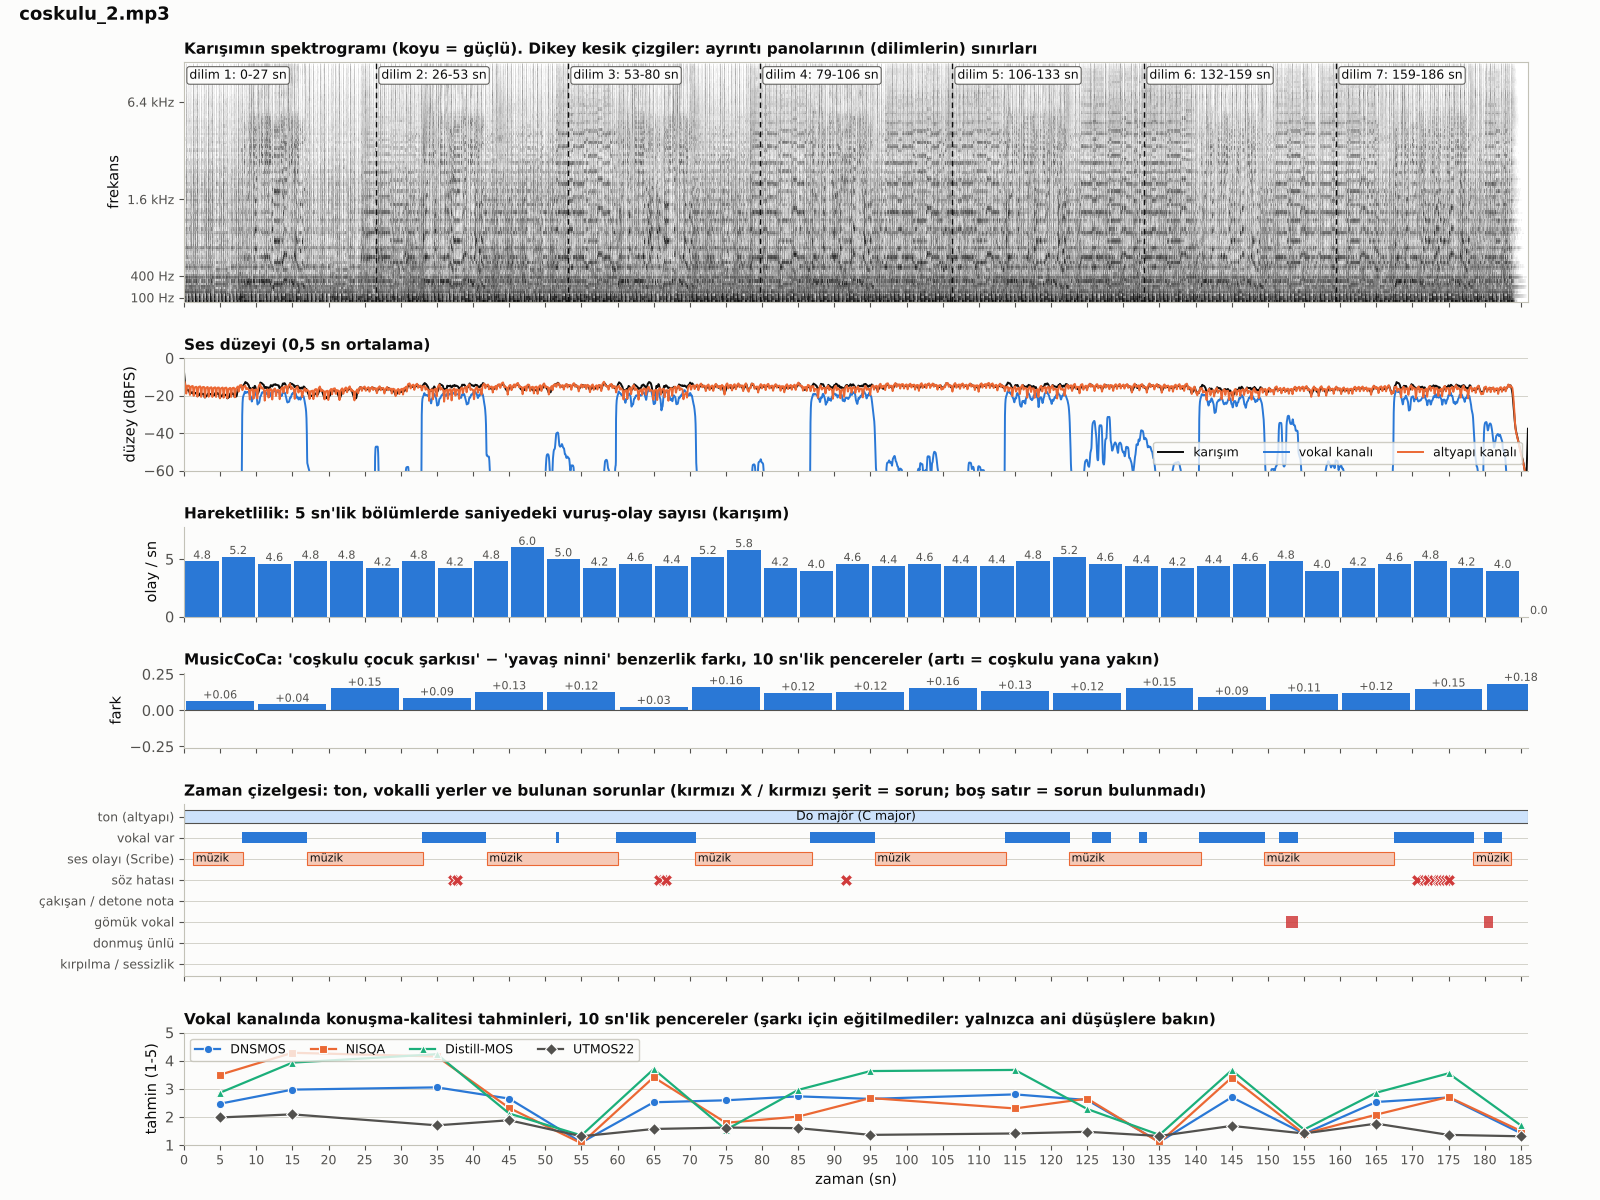 coskulu_2.mp3
Karışımın spektrogramı (koyu = güçlü). Dikey kesik çizgiler: ayrıntı panolarının (dilimlerin) sınırları
dilim 1: 0-27 sn
dilim 2: 26-53 sn
dilim 3: 53-80 sn
dilim 4: 79-106 sn
dilim 5: 106-133 sn
dilim 6: 132-159 sn
dilim 7: 159-186 sn
6.4 kHz
1.6 kHz
400 Hz
100 Hz
frekans
Ses düzeyi (0,5 sn ortalama)
0
−20
−40
−60
düzey (dBFS)
karışım
vokal kanalı
altyapı kanalı
Hareketlilik: 5 sn'lik bölümlerde saniyedeki vuruş-olay sayısı (karışım)
4.8 5.2 4.6 4.8 4.8 4.2 4.8 4.2 4.8 6.0 5.0 4.2 4.6 4.4 5.2 5.8 4.2 4.0 4.6 4.4 4.6 4.4 4.4 4.8 5.2 4.6 4.4 4.2 4.4 4.6 4.8 4.0 4.2 4.6 4.8 4.2 4.0 0.0
5
0
olay / sn
MusicCoCa: 'coşkulu çocuk şarkısı' − 'yavaş ninni' benzerlik farkı, 10 sn'lik pencereler (artı = coşkulu yana yakın)
+0.06 +0.04 +0.15 +0.09 +0.13 +0.12 +0.03 +0.16 +0.12 +0.12 +0.16 +0.13 +0.12 +0.15 +0.09 +0.11 +0.12 +0.15 +0.18
0.25
0.00
−0.25
fark
Zaman çizelgesi: ton, vokalli yerler ve bulunan sorunlar (kırmızı X / kırmızı şerit = sorun; boş satır = sorun bulunmadı)
ton (altyapı)
Do majör (C major)
vokal var
ses olayı (Scribe)
müzik müzik müzik müzik müzik müzik müzik müzik
söz hatası
çakışan / detone nota
gömük vokal
donmuş ünlü
kırpılma / sessizlik
Vokal kanalında konuşma-kalitesi tahminleri, 10 sn'lik pencereler (şarkı için eğitilmediler: yalnızca ani düşüşlere bakın)
DNSMOS
NISQA
Distill-MOS
UTMOS22
5
4
3
2
1
tahmin (1-5)
0 5 10 15 20 25 30 35 40 45 50 55 60 65 70 75 80 85 90 95 100 105 110 115 120 125 130 135 140 145 150 155 160 165 170 175 180 185
zaman (sn)